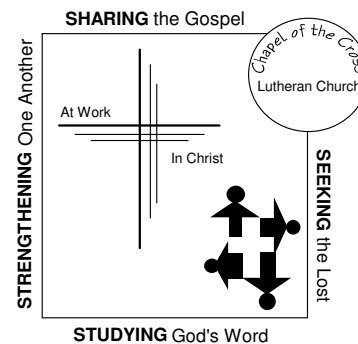 SHARING the Gospel
Chapel of the Cross
Lutheran Church
STRENGTHENING One Another
At Work
In Christ
SEEKING the Lost
STUDYING God's Word